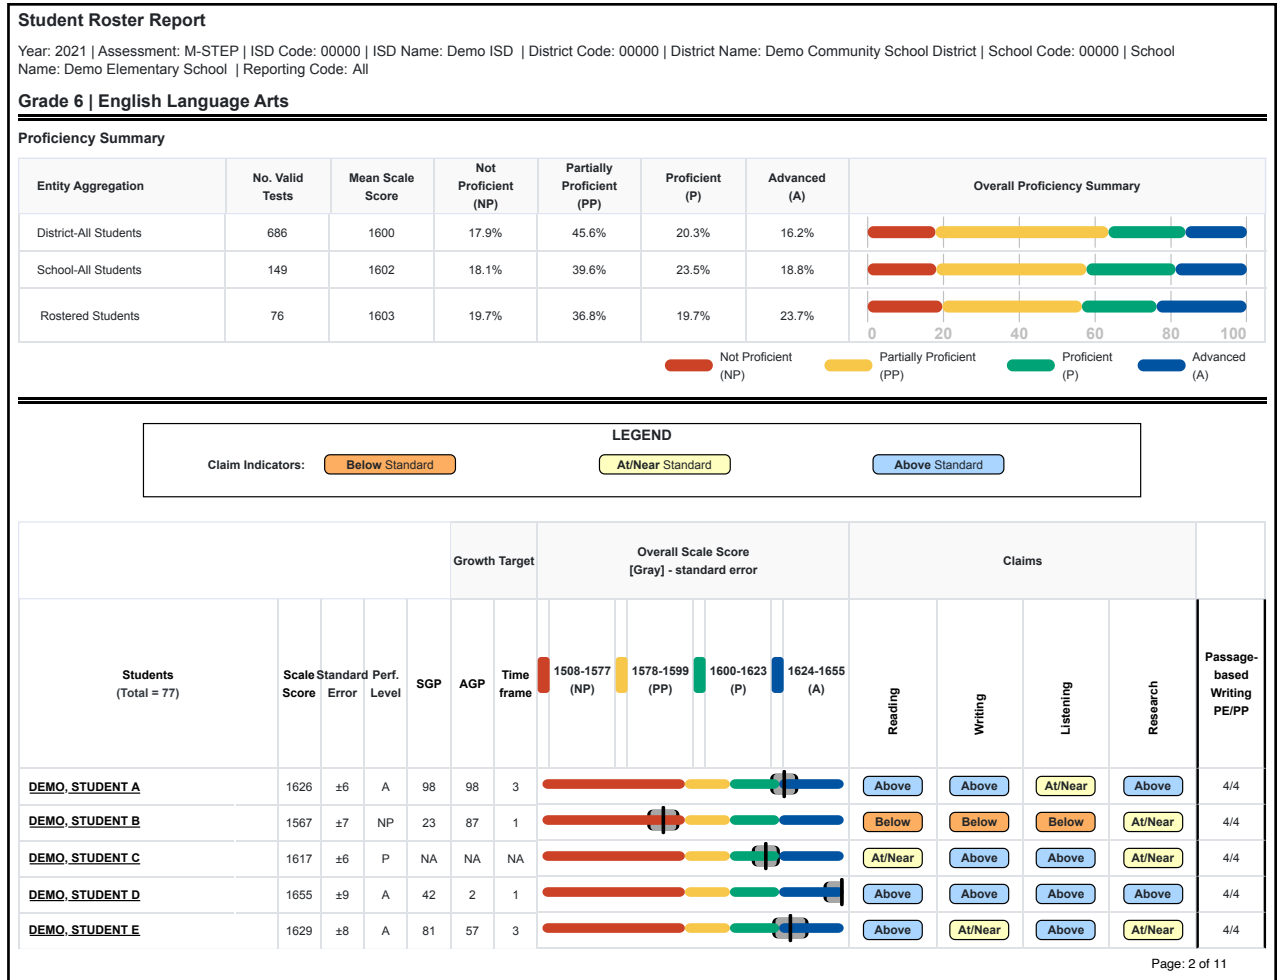 Student Roster Report
Year: 2021 | Assessment: M-STEP | ISD Code: 00000 | ISD Name: Demo ISD | District Code: 00000 | District Name: Demo Community School District | School Code: 00000 | School
Name: Demo Elementary School | Reporting Code: All
Grade 6 | English Language Arts
Proficiency Summary
Entity Aggregation
No. Valid
Tests
Mean Scale
Score
Not
Proficient
(NP)
Partially
Proficient
(PP)
Proficient
(P)
Advanced
(A)
Overall Proficiency Summary
District-All Students 686 1600 17.9% 45.6% 20.3% 16.2%
School-All Students 149 1602 18.1% 39.6% 23.5% 18.8%
Rostered Students 76 1603 19.7% 36.8% 19.7% 23.7%
0 20 40 60 80 100
Not Proficient
(NP)
Partially Proficient
(PP)
Proficient
(P)
Advanced
(A)
LEGEND
Claim Indicators: Below Standard At/Near Standard Above Standard
Growth Target
Overall Scale Score
[Gray] - standard error
Claims
Students
(Total = 77)
Scale
Score
Standard
Error
Perf.
Level
SGP
AGP
Time
frame
1508-1577
(NP)
1578-1599
(PP)
1600-1623
(P)
1624-1655
(A)
Reading
Writing
Listening
Research
Passage-
based
Writing
PE/PP
DEMO, STUDENT A 1626 ±6 A 98 98 3 Above Above At/Near Above 4/4
DEMO, STUDENT B 1567 ±7 NP 23 87 1 Below Below Below At/Near 4/4
DEMO, STUDENT C 1617 ±6 P NA NA NA At/Near Above Above At/Near 4/4
DEMO, STUDENT D 1655 ±9 A 42 2 1 Above Above Above Above 4/4
DEMO, STUDENT E 1629 ±8 A 81 57 3 Above At/Near Above At/Near 4/4
Page: 2 of 11